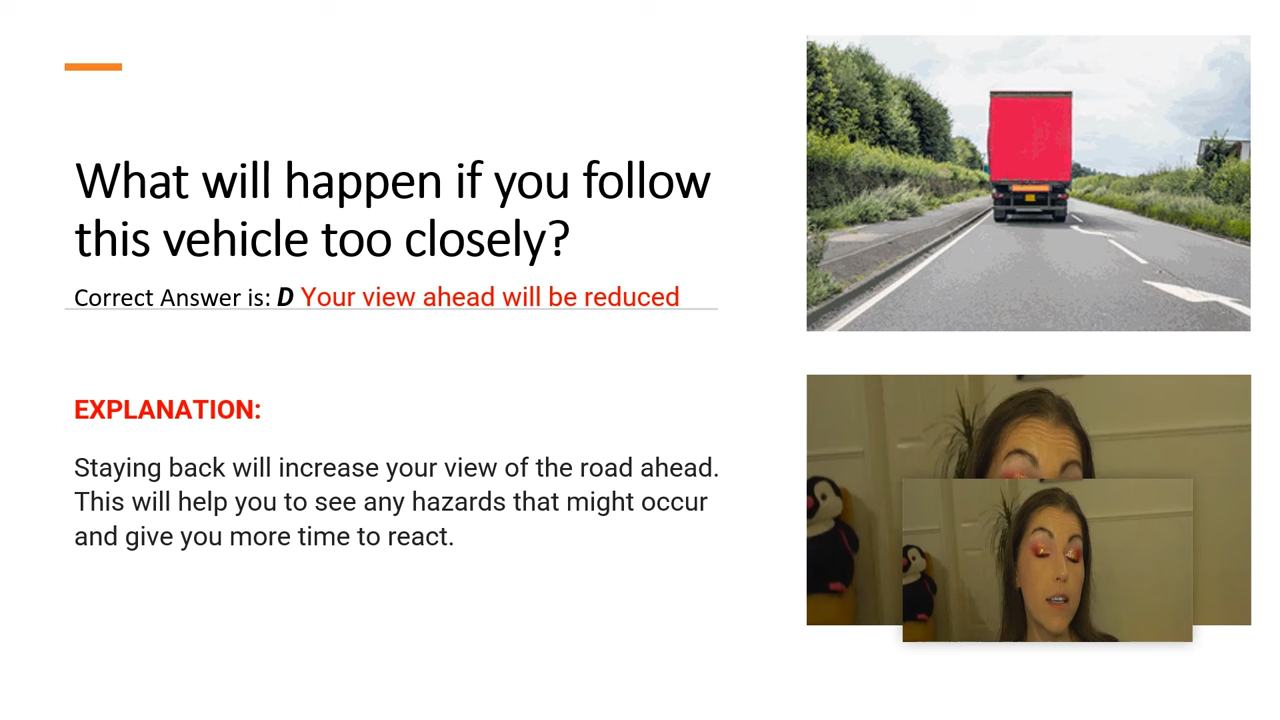 What will happen if you follow
this vehicle too closely?
Correct Answer is: D Your view ahead will be reduced
EXPLANATION:
Staying back will increase your view of the road ahead.
This will help you to see any hazards that might occur
and give you more time to react.